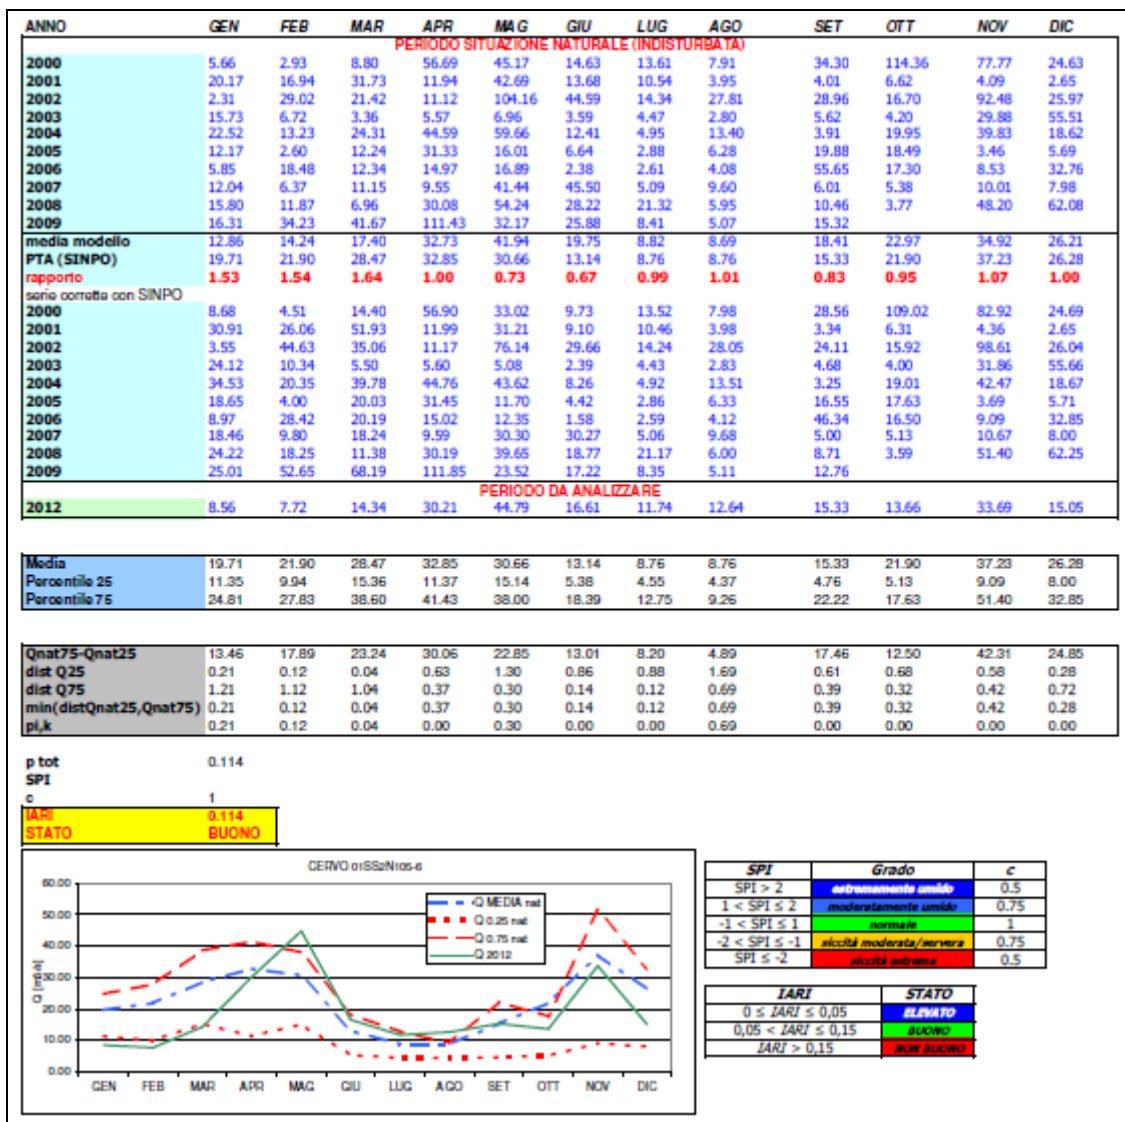 ANNO GEN FEB MAR APR MAG GIU LUG AGO SET OTT NOV DIC
PERIODO SITUAZIONE NATURALE (INDISTURBATA)
2000 5.66 2.93 8.80 56.69 45.17 14.63 13.61 7.91 34.30 114.36 77.77 24.63
2001 20.17 16.94 31.73 11.94 42.69 13.68 10.54 3.95 4.01 6.62 4.09 2.65
2002 2.31 29.02 21.42 11.12 104.16 44.59 14.34 27.81 28.96 16.70 92.48 25.97
2003 15.73 6.72 3.36 5.57 6.96 3.59 4.47 2.80 5.62 4.20 29.88 55.51
2004 22.52 13.23 24.31 44.59 59.66 12.41 4.95 13.40 3.91 19.95 39.83 18.62
2005 12.17 2.60 12.24 31.33 16.01 6.64 2.88 6.28 19.88 18.49 3.46 5.69
2006 5.85 18.48 12.34 14.97 16.89 2.38 2.61 4.08 55.65 17.30 8.53 32.76
2007 12.04 6.37 11.15 9.55 41.44 45.50 5.09 9.60 6.01 5.38 10.01 7.98
2008 15.80 11.87 6.96 30.08 54.24 28.22 21.32 5.95 10.46 3.77 48.20 62.08
2009 16.31 34.23 41.67 111.43 32.17 25.88 8.41 5.07 15.32
media modello 12.86 14.24 17.40 32.73 41.94 19.75 8.82 8.69 18.41 22.97 34.92 26.21
PTA (SINPO) 19.71 21.90 28.47 32.85 30.66 13.14 8.76 8.76 15.33 21.90 37.23 26.28
rapporto 1.53 1.54 1.64 1.00 0.73 0.67 0.99 1.01 0.83 0.95 1.07 1.00
serie corrette con SINPO
2000 8.68 4.51 14.40 56.90 33.02 9.73 13.52 7.98 28.56 109.02 82.92 24.69
2001 30.91 26.06 51.93 11.99 31.21 9.10 10.46 3.98 3.34 6.31 4.36 2.65
2002 3.55 44.63 35.06 11.17 76.14 29.66 14.24 28.05 24.11 15.92 98.61 26.04
2003 24.12 10.34 5.50 5.60 5.08 2.39 4.43 2.83 4.68 4.00 31.86 55.66
2004 34.53 20.35 39.78 44.76 43.62 8.26 4.92 13.51 3.25 19.01 42.47 18.67
2005 18.65 4.00 20.03 31.45 11.70 4.42 2.86 6.33 16.55 17.63 3.69 5.71
2006 8.97 28.42 20.19 15.02 12.35 1.58 2.59 4.12 46.34 16.50 9.09 32.85
2007 18.46 9.80 18.24 9.59 30.30 30.27 5.06 9.68 5.00 5.13 10.67 8.00
2008 24.22 18.25 11.38 30.19 39.65 18.77 21.17 6.00 8.71 3.59 51.40 62.25
2009 25.01 52.65 68.19 111.85 23.52 17.22 8.35 5.11 12.76
PERIODO DA ANALIZZARE
2012 8.56 7.72 14.34 30.21 44.79 16.61 11.74 12.64 15.33 13.66 33.69 15.05
Media 19.71 21.90 28.47 32.85 30.66 13.14 8.76 8.76 15.33 21.90 37.23 26.28
Percentile 25 11.35 9.94 15.36 11.37 15.14 5.38 4.55 4.37 4.76 5.13 9.09 8.00
Percentile 75 24.81 27.83 38.60 41.43 38.00 18.39 12.75 9.26 22.22 17.63 51.40 32.85
Qnat75-Qnat25 13.46 17.89 23.24 30.06 22.85 13.01 8.20 4.89 17.46 12.50 42.31 24.85
dist Q25 0.21 0.12 0.04 0.63 1.30 0.86 0.88 1.69 0.61 0.68 0.58 0.28
dist Q75 1.21 1.12 1.04 0.37 0.30 0.14 0.12 0.69 0.39 0.32 0.42 0.72
min(distQnat25,Qnat75) 0.21 0.12 0.04 0.37 0.30 0.14 0.12 0.69 0.39 0.32 0.42 0.28
pi,k 0.21 0.12 0.04 0.00 0.30 0.00 0.00 0.69 0.00 0.00 0.00 0.00
p tot 0.114
SPI
c 1
IARI 0.114
STATO BUONO
CERVO 01SS2N105-6
Q [m3/s]
60.00
50.00
40.00
30.00
20.00
10.00
0.00
GEN FEB MAR APR MAG GIU LUG AGO SET OTT NOV DIC
Q MEDIA nat
Q 0.25 nat
Q 0.75 nat
Q 2012
SPI Grado c
SPI > 2 estremamente umido 0.5
1 < SPI ≤ 2 moderatamente umido 0.75
-1 < SPI ≤ 1 normale 1
-2 < SPI ≤ -1 siccità moderata/servera 0.75
SPI ≤ -2 siccità estrema 0.5
IARI STATO
0 ≤ IARI ≤ 0,05 ELEVATO
0,05 < IARI ≤ 0,15 BUONO
IARI > 0,15 NON BUONO